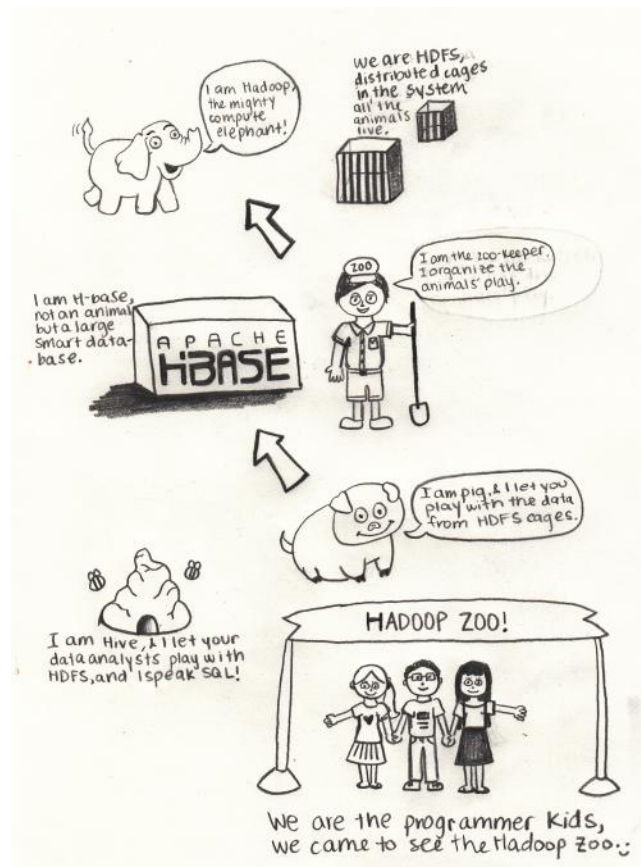 I am Hadoop,
the mighty
compute
elephant!
We are HDFS,
distributed cages
in the system
all the
animals
live.
ZOO
I am the zoo-keeper.
I organize the
animals' play.
I am H-base,
not an animal
but a large
smart data-
base.
APACHE
HBASE
I am pig, & I let you
play with the data
from HDFS cages.
I am Hive, & I let your
data analysts play with
HDFS, and I speak SQL!
HADOOP ZOO!
We are the programmer kids,
we came to see the Hadoop Zoo.